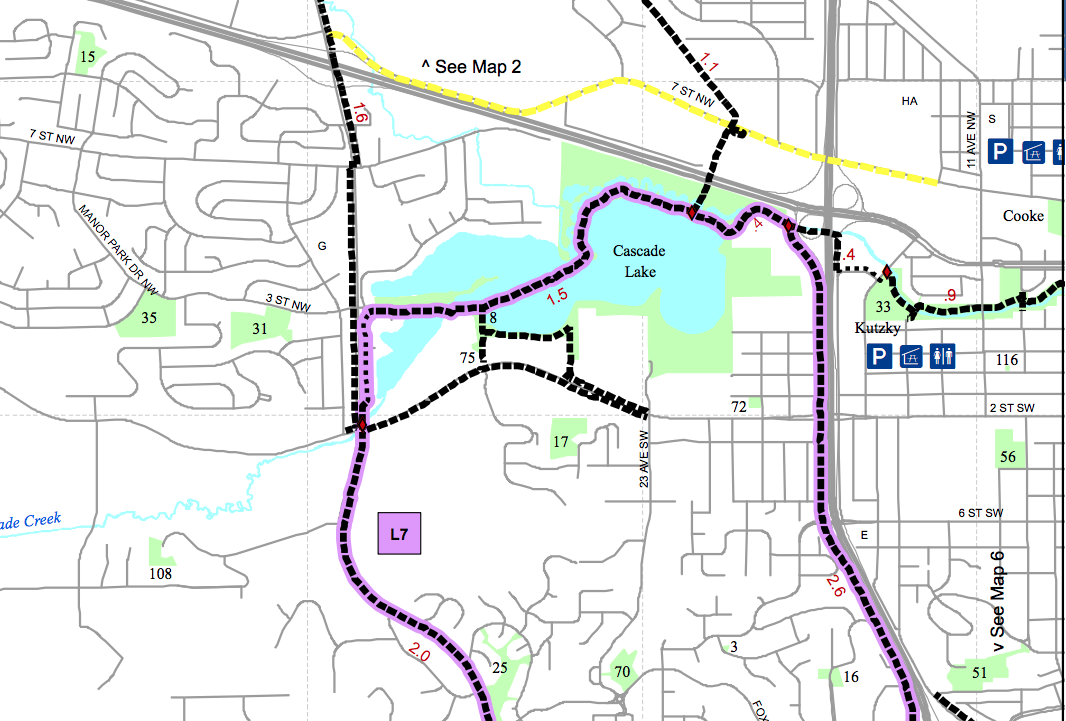 15
^ See Map 2
1.1
7 ST NW
HA
11 AVE NW
S
P
1.6
7 ST NW
MANOR PARK DR NW
G
Cooke
Cascade
Lake
.4
.4
3 ST NW
1.5
.9
35
31
8
33
Kutzky
P
75
116
72
2 ST SW
17
23 AVE SW
56
ade Creek
L7
6 ST SW
E
108
v See Map 6
2.6
2.0
3
25
70
16
51
FOX